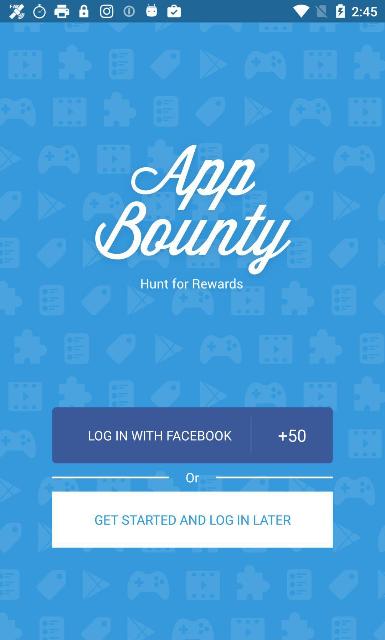 2:45
App
Bounty
Hunt for Rewards
LOG IN WITH FACEBOOK +50
Or
GET STARTED AND LOG IN LATER